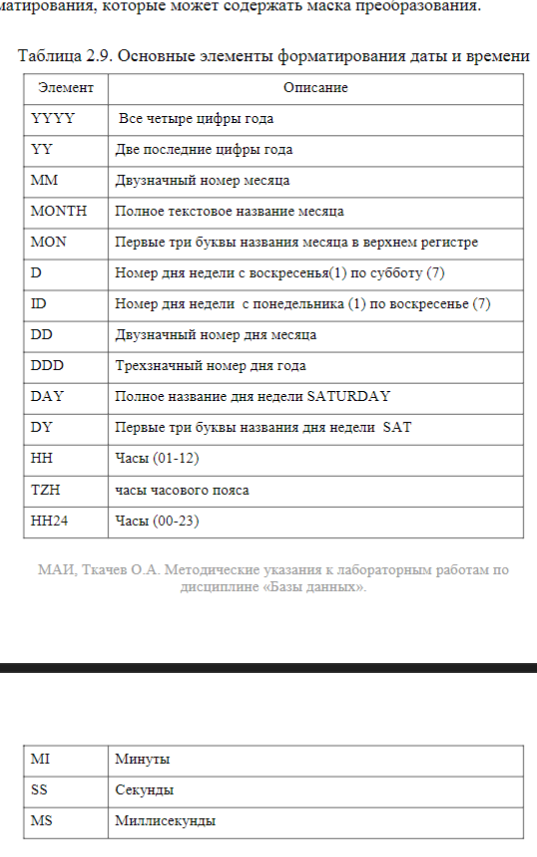 матирования, которые может содержать маска преобразования.
Таблица 2.9. Основные элементы форматирования даты и времени
Элемент Описание
YYYY Все четыре цифры года
YY Две последние цифры года
MM Двузначный номер месяца
MONTH Полное текстовое название месяца
MON Первые три буквы названия месяца в верхнем регистре
D Номер дня недели с воскресенья(1) по субботу (7)
ID Номер дня недели с понедельника (1) по воскресенье (7)
DD Двузначный номер дня месяца
DDD Трехзначный номер дня года
DAY Полное название дня недели SATURDAY
DY Первые три буквы названия дня недели SAT
HH Часы (01-12)
TZH часы часового пояса
HH24 Часы (00-23)
МАИ, Ткачев О.А. Методические указания к лабораторным работам по
дисциплине «Базы данных».
MI Минуты
SS Секунды
MS Миллисекунды